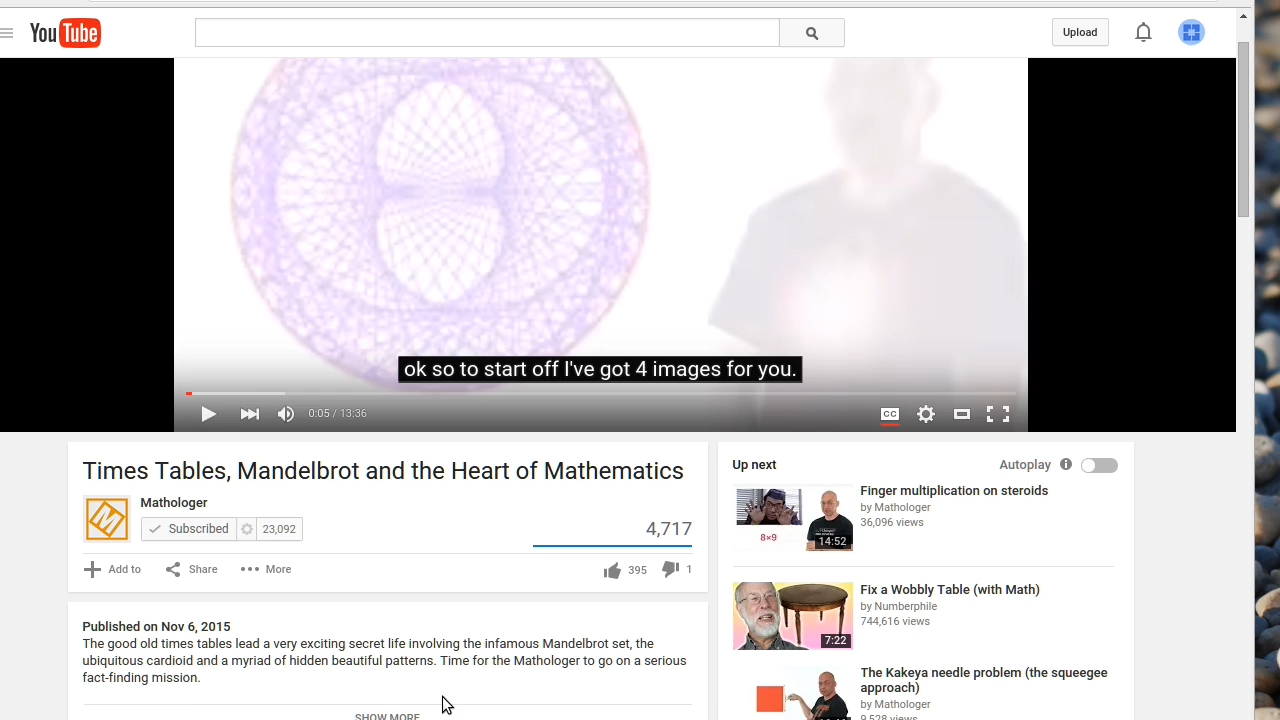 YouTube
Upload
ok so to start off I've got 4 images for you.
CC
0:05 / 13:36
Times Tables, Mandelbrot and the Heart of Mathematics
Mathologer
Subscribed 23,092
4,717
Add to Share More 395 1
Published on Nov 6, 2015
The good old times tables lead a very exciting secret life involving the infamous Mandelbrot set, the
ubiquitous cardioid and a myriad of hidden beautiful patterns. Time for the Mathologer to go on a serious
fact-finding mission.
SHOW MORE
Up next Autoplay
8×9
14:52
Finger multiplication on steroids
by Mathologer
36,096 views
7:22
Fix a Wobbly Table (with Math)
by Numberphile
744,616 views
The Kakeya needle problem (the squeegee
approach)
by Mathologer
9,528 views